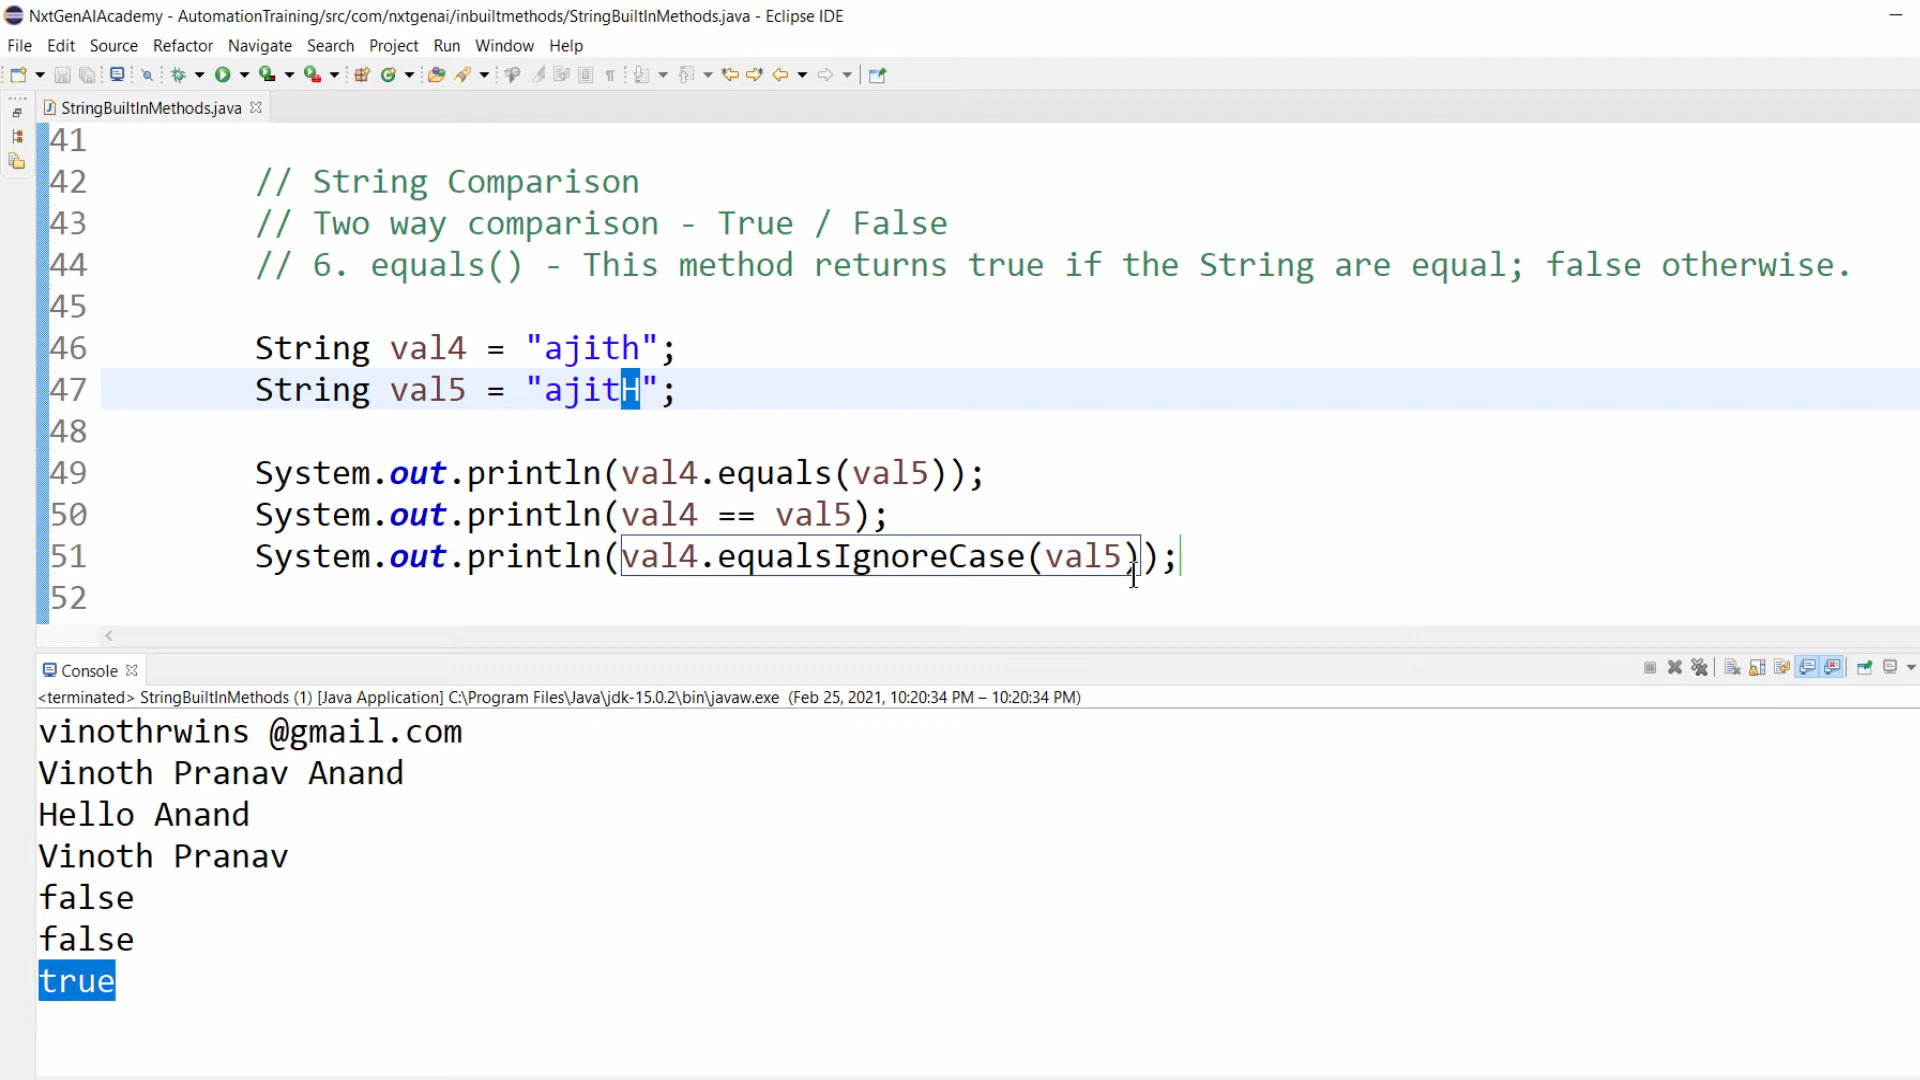 NxtGenAIAcademy - AutomationTraining/src/com/nxtgenai/inbuiltmethods/StringBuiltInMethods.java - Eclipse IDE
File Edit Source Refactor Navigate Search Project Run Window Help
StringBuiltInMethods.java
41
42 // String Comparison
43 // Two way comparison - True / False
44 // 6. equals() - This method returns true if the String are equal; false otherwise.
45
46 String val4 = "ajith";
47 String val5 = "ajitH";
48
49 System.out.println(val4.equals(val5));
50 System.out.println(val4 == val5);
51 System.out.println(val4.equalsIgnoreCase(val5));
52
Console
<terminated> StringBuiltInMethods (1) [Java Application] C:\Program Files\Java\jdk-15.0.2\bin\javaw.exe (Feb 25, 2021, 10:20:34 PM – 10:20:34 PM)
vinothrwins @gmail.com
Vinoth Pranav Anand
Hello Anand
Vinoth Pranav
false
false
true